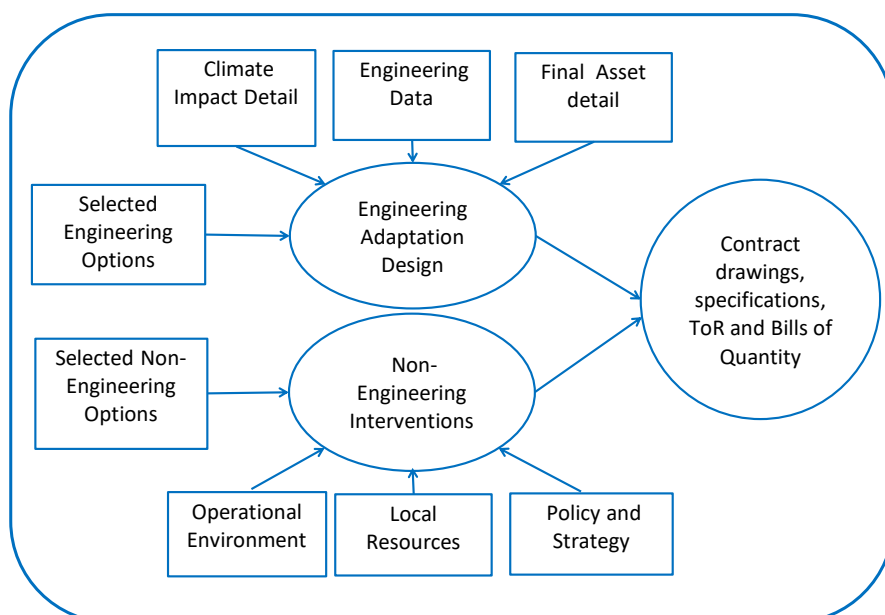 Climate
Impact Detail
Engineering
Data
Final Asset
detail
Selected
Engineering
Options
Engineering
Adaptation
Design
Contract
drawings,
specifications,
ToR and Bills of
Quantity
Selected Non-
Engineering
Options
Non-
Engineering
Interventions
Operational
Environment
Local
Resources
Policy and
Strategy